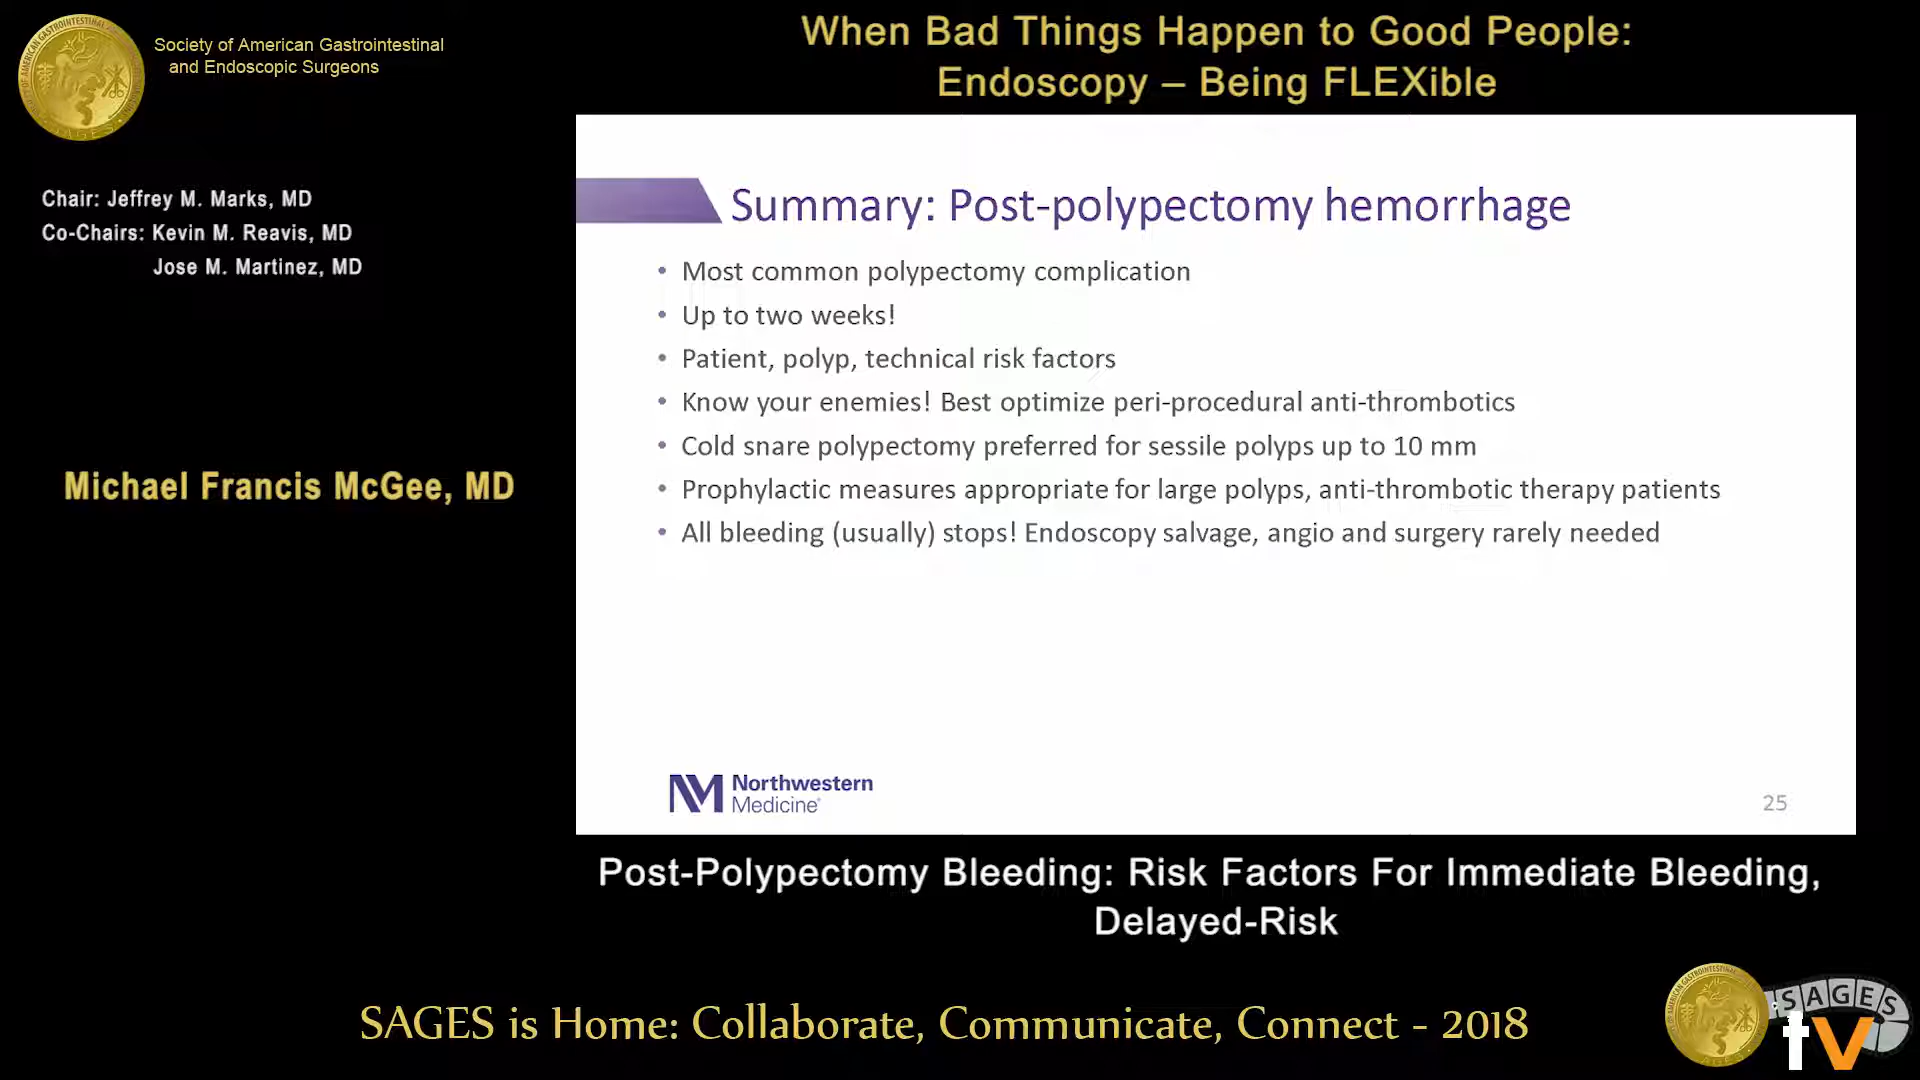 Society of American Gastrointestinal
and Endoscopic Surgeons
When Bad Things Happen to Good People:
Endoscopy – Being FLEXible
Chair: Jeffrey M. Marks, MD
Co-Chairs: Kevin M. Reavis, MD
Jose M. Martinez, MD
Michael Francis McGee, MD
Summary: Post-polypectomy hemorrhage
• Most common polypectomy complication
• Up to two weeks!
• Patient, polyp, technical risk factors
• Know your enemies! Best optimize peri-procedural anti-thrombotics
• Cold snare polypectomy preferred for sessile polyps up to 10 mm
• Prophylactic measures appropriate for large polyps, anti-thrombotic therapy patients
• All bleeding (usually) stops! Endoscopy salvage, angio and surgery rarely needed
NM Northwestern
Medicine®
25
Post-Polypectomy Bleeding: Risk Factors For Immediate Bleeding,
Delayed-Risk
SAGES is Home: Collaborate, Communicate, Connect - 2018
SAGES
tv